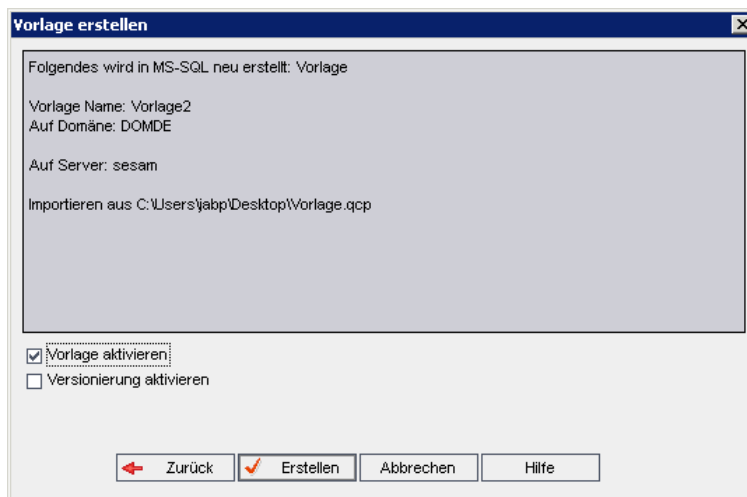 Vorlage erstellen
Folgendes wird in MS-SQL neu erstellt: Vorlage
Vorlage Name: Vorlage2
Auf Domäne: DOMDE
Auf Server: sesam
Importieren aus C:\Users\jabp\Desktop\Vorlage.qcp
Vorlage aktivieren
Versionierung aktivieren
Zurück Erstellen Abbrechen Hilfe